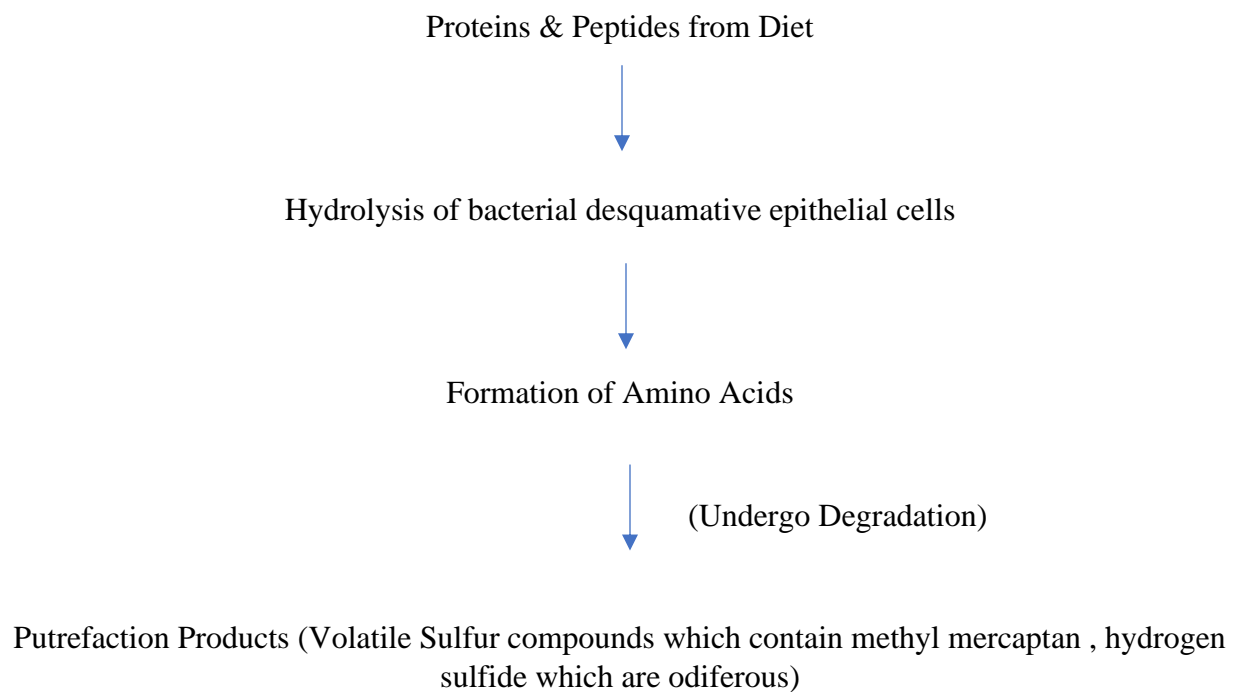 Proteins & Peptides from Diet
Hydrolysis of bacterial desquamative epithelial cells
Formation of Amino Acids
(Undergo Degradation)
Putrefaction Products (Volatile Sulfur compounds which contain methyl mercaptan , hydrogen
sulfide which are odiferous)